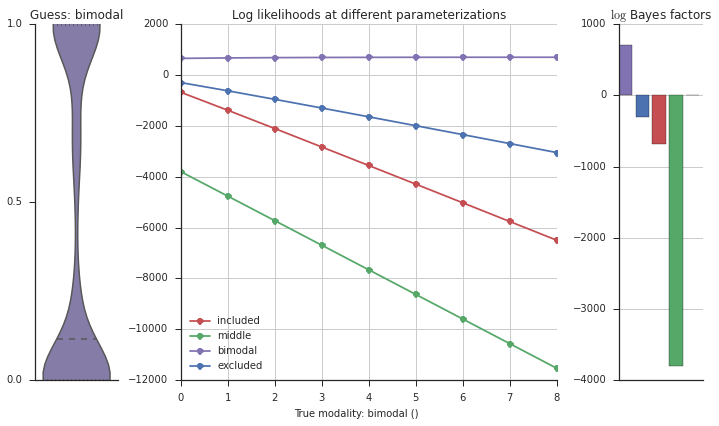 Guess: bimodal
1.0
0.5
0.0
Log likelihoods at different parameterizations
2000
0
−2000
−4000
−6000
−8000
−10000
−12000
included
middle
bimodal
excluded
0 1 2 3 4 5 6 7 8
True modality: bimodal ()
log Bayes factors
1000
0
−1000
−2000
−3000
−4000